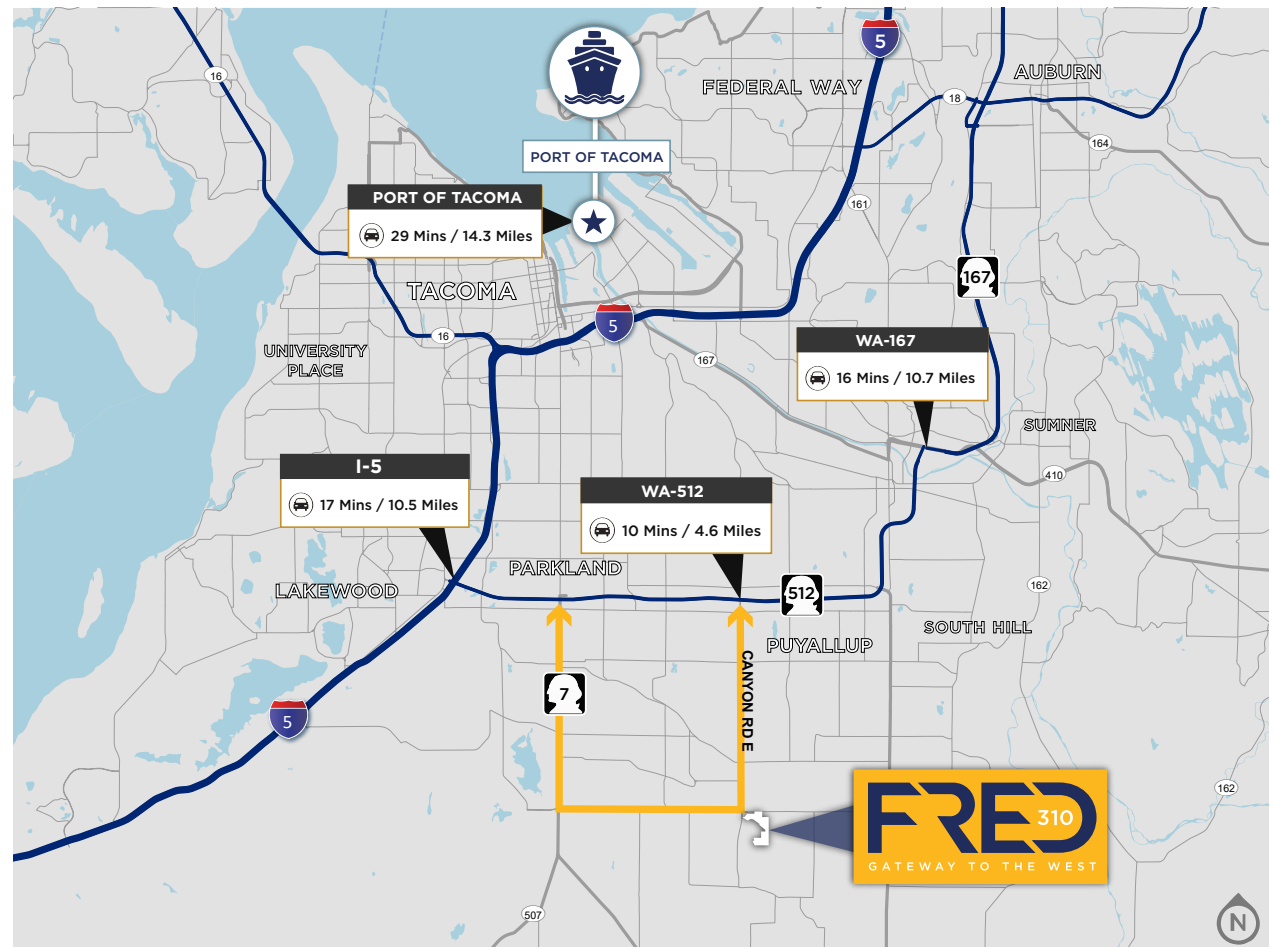 5
AUBURN
16
FEDERAL WAY
18
164
PORT OF TACOMA
PORT OF TACOMA
29 Mins / 14.3 Miles
161
167
TACOMA
5
16
WA-167
16 Mins / 10.7 Miles
UNIVERSITY
PLACE
167
SUMNER
I-5
17 Mins / 10.5 Miles
410
WA-512
10 Mins / 4.6 Miles
PARKLAND
LAKEWOOD
512
162
SOUTH HILL
PUYALLUP
CANYON RD E
7
5
162
FRED
310
GATEWAY TO THE WEST
507
N